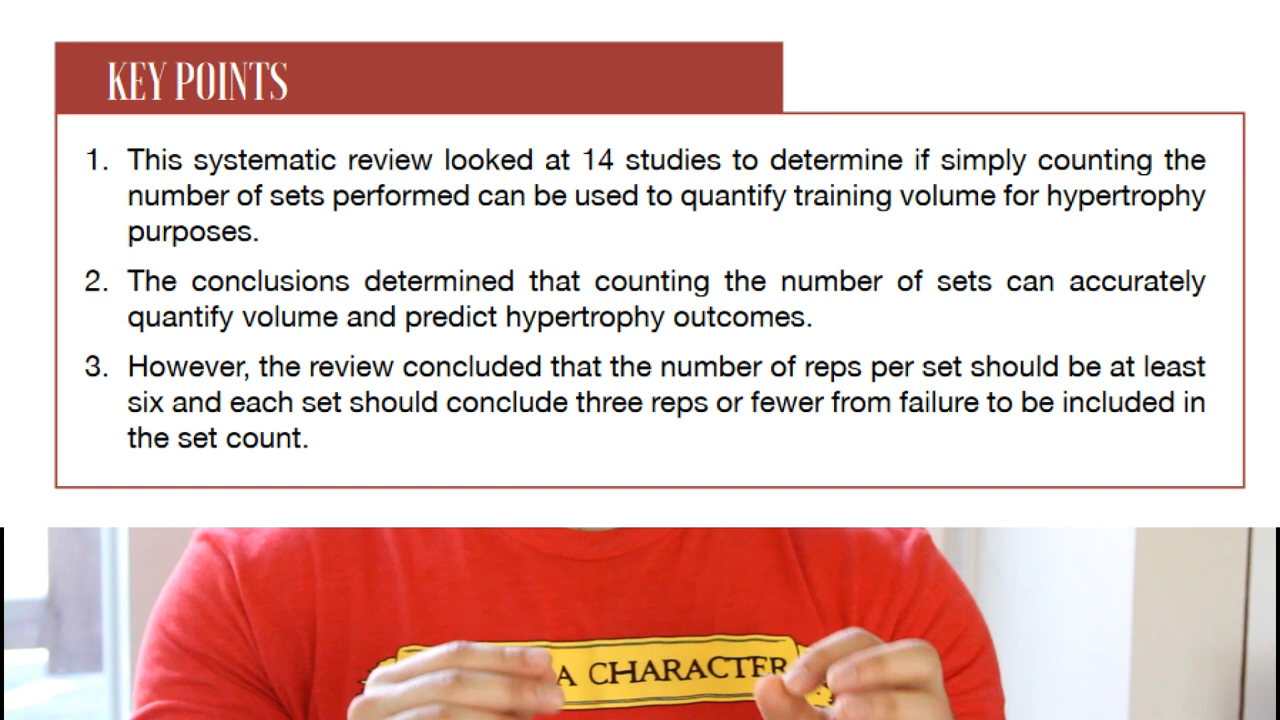 KEY POINTS
1. This systematic review looked at 14 studies to determine if simply counting the
number of sets performed can be used to quantify training volume for hypertrophy
purposes.
2. The conclusions determined that counting the number of sets can accurately
quantify volume and predict hypertrophy outcomes.
3. However, the review concluded that the number of reps per set should be at least
six and each set should conclude three reps or fewer from failure to be included in
the set count.
A CHARACTER